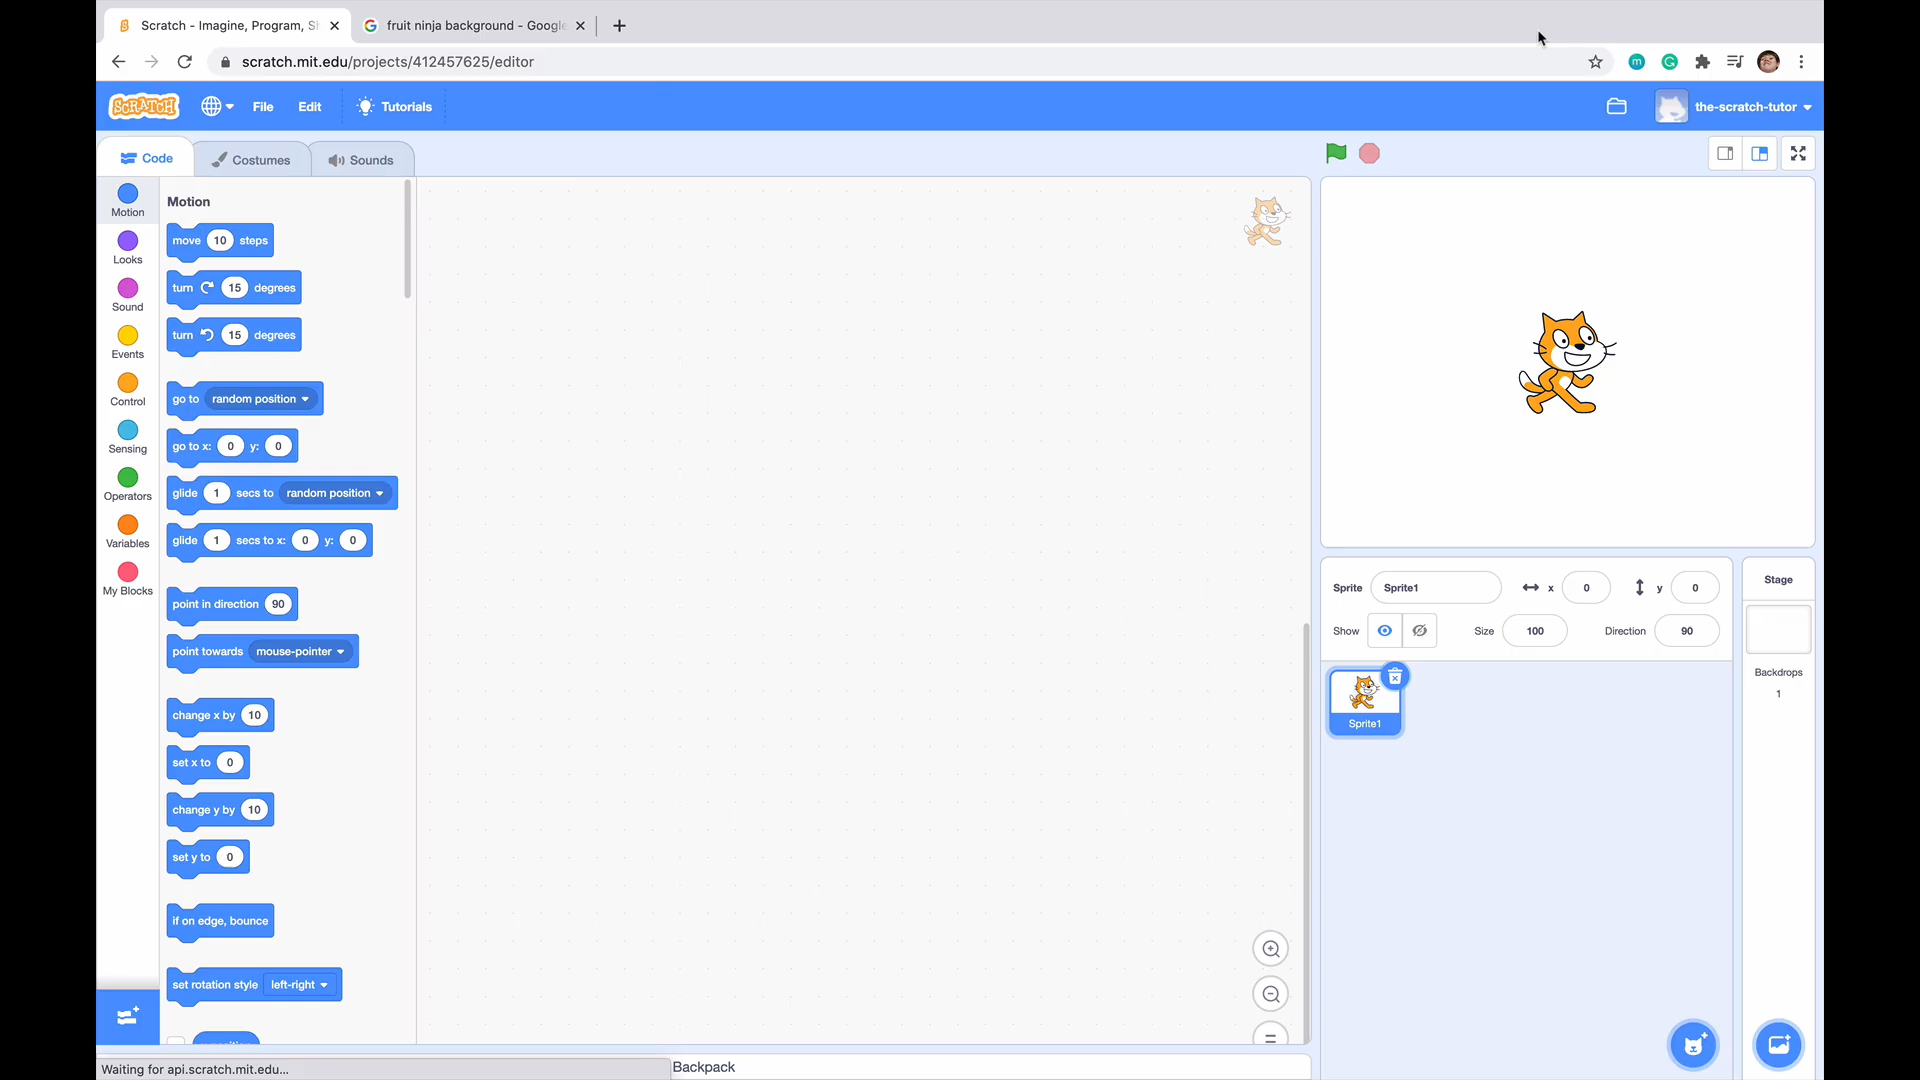 Scratch - Imagine, Program, S
fruit ninja background - Google
scratch.mit.edu/projects/412457625/editor
SCRATCH
File
Edit
Tutorials
the-scratch-tutor
Code
Costumes
Sounds
Motion
Looks
Sound
Events
Control
Sensing
Operators
Variables
My Blocks
Motion
move 10 steps
turn 15 degrees
turn 15 degrees
go to random position
go to x: 0 y: 0
glide 1 secs to random position
glide 1 secs to x: 0 y: 0
point in direction 90
point towards mouse-pointer
change x by 10
set x to 0
change y by 10
set y to 0
if on edge, bounce
set rotation style left-right
Sprite Sprite1 x 0 y 0
Show Size 100 Direction 90
Sprite1
Stage
Backdrops
1
Waiting for api.scratch.mit.edu...
Backpack